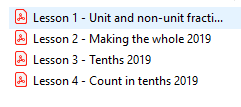 Lesson 1 - Unit and non-unit fracti...
Lesson 2 - Making the whole 2019
Lesson 3 - Tenths 2019
Lesson 4 - Count in tenths 2019